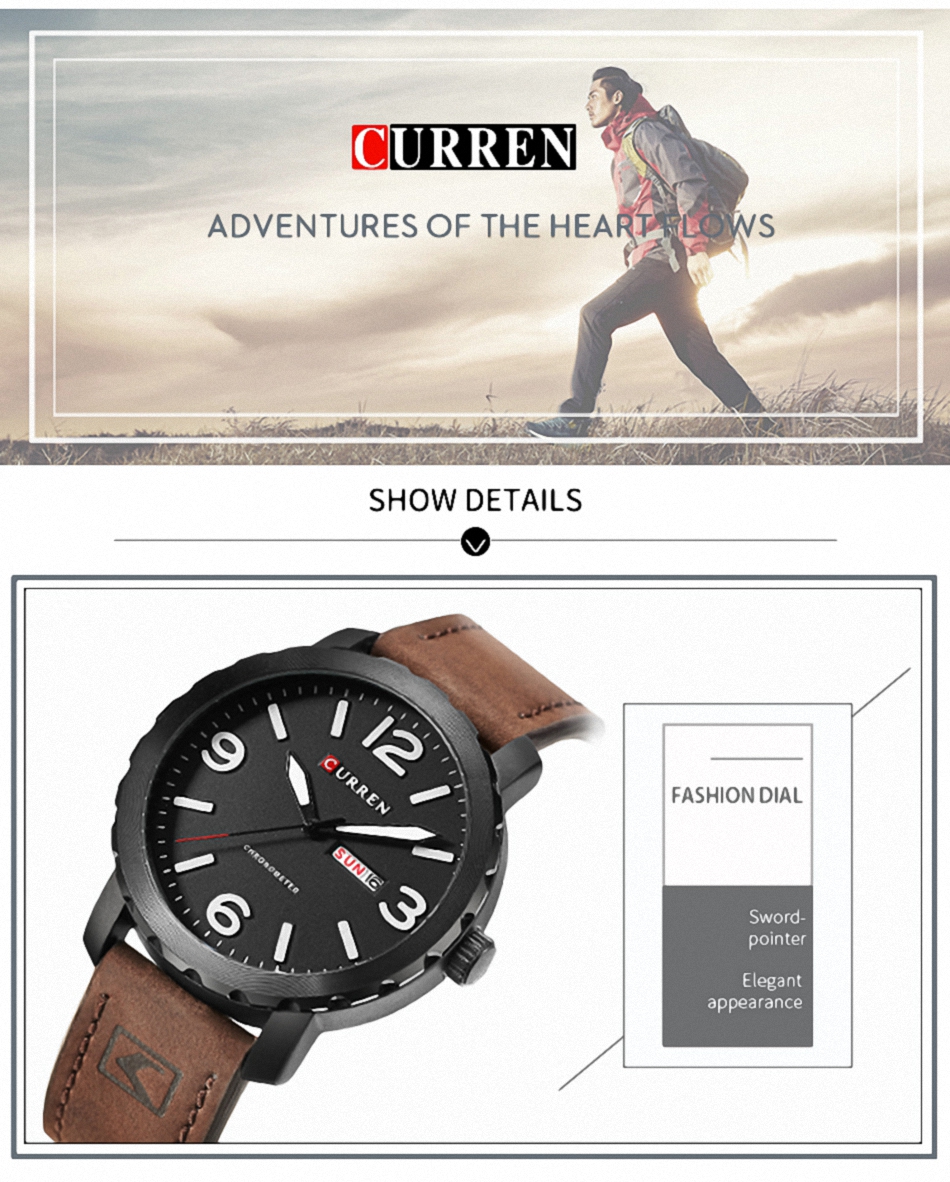 CURREN
ADVENTURES OF THE HEART FLOWS
SHOW DETAILS
9
12
CURREN
CHRONOMETER
SUN 16
6
3
FASHION DIAL
Sword-
pointer
Elegant
appearance